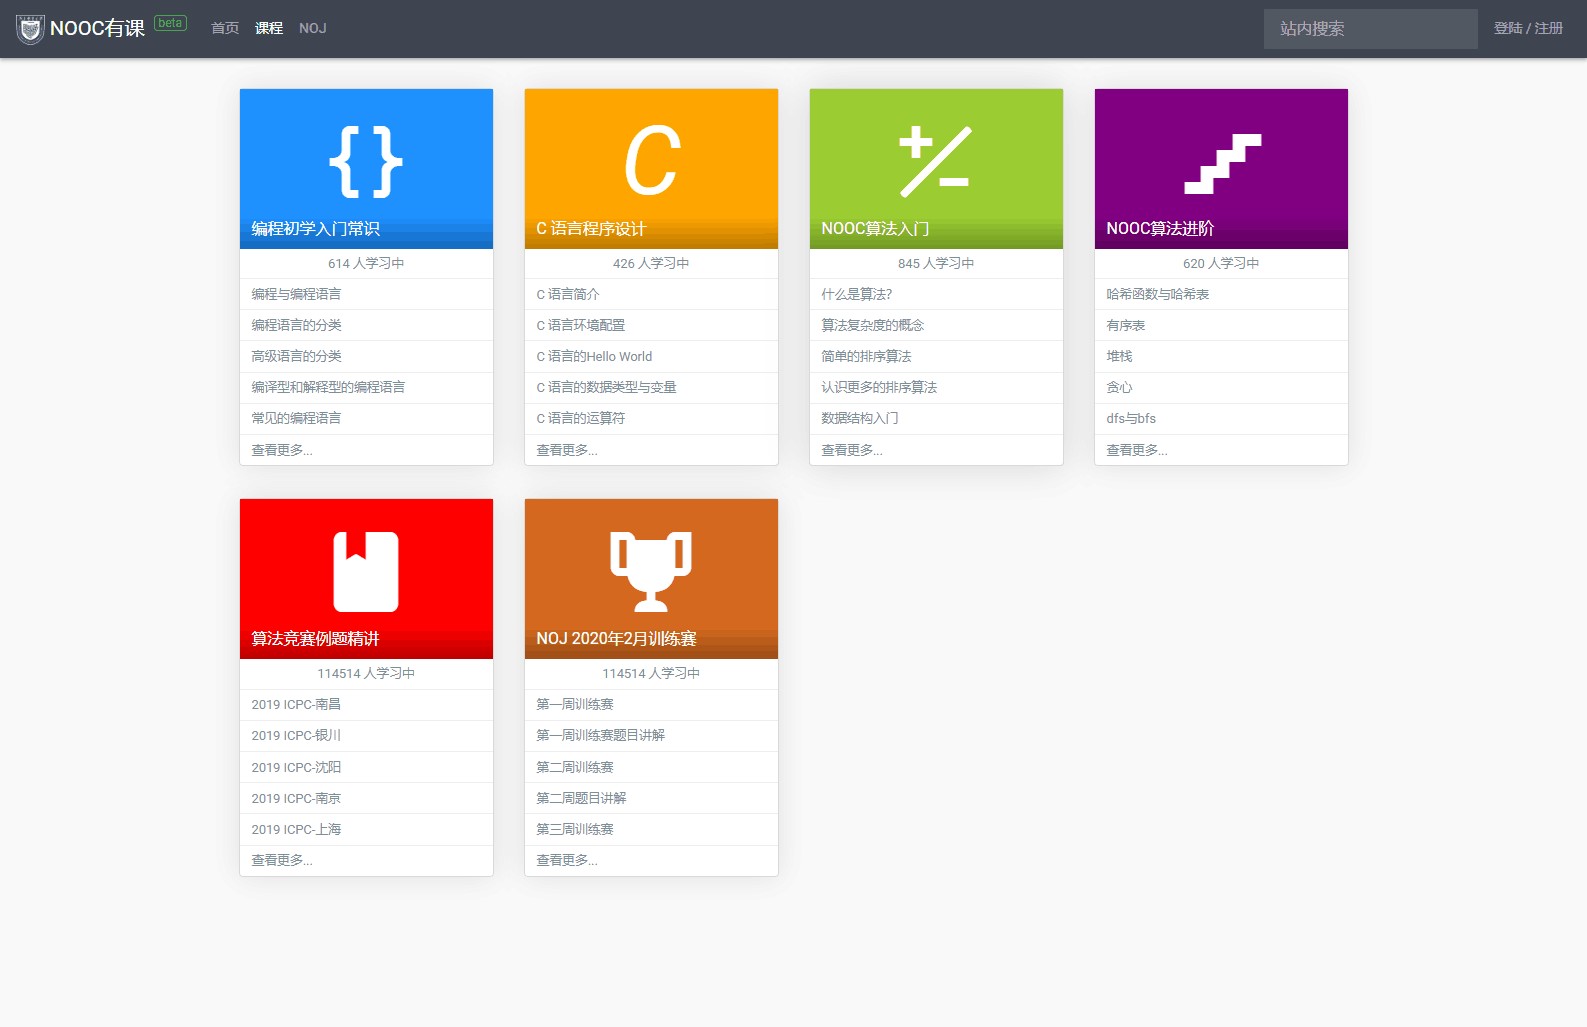 NOOC有课 beta 首页 课程 NOJ 站内搜索 登陆 / 注册
编程初学入门常识
614 人学习中
编程与编程语言
编程语言的分类
高级语言的分类
编译型和解释型的编程语言
常见的编程语言
查看更多...
C
C 语言程序设计
426 人学习中
C 语言简介
C 语言环境配置
C 语言的Hello World
C 语言的数据类型与变量
C 语言的运算符
查看更多...
NOOC算法入门
845 人学习中
什么是算法?
算法复杂度的概念
简单的排序算法
认识更多的排序算法
数据结构入门
查看更多...
NOOC算法进阶
620 人学习中
哈希函数与哈希表
有序表
堆栈
贪心
dfs与bfs
查看更多...
算法竞赛例题精讲
114514 人学习中
2019 ICPC-南昌
2019 ICPC-银川
2019 ICPC-沈阳
2019 ICPC-南京
2019 ICPC-上海
查看更多...
NOJ 2020年2月训练赛
114514 人学习中
第一周训练赛
第一周训练赛题目讲解
第二周训练赛
第二周题目讲解
第三周训练赛
查看更多...